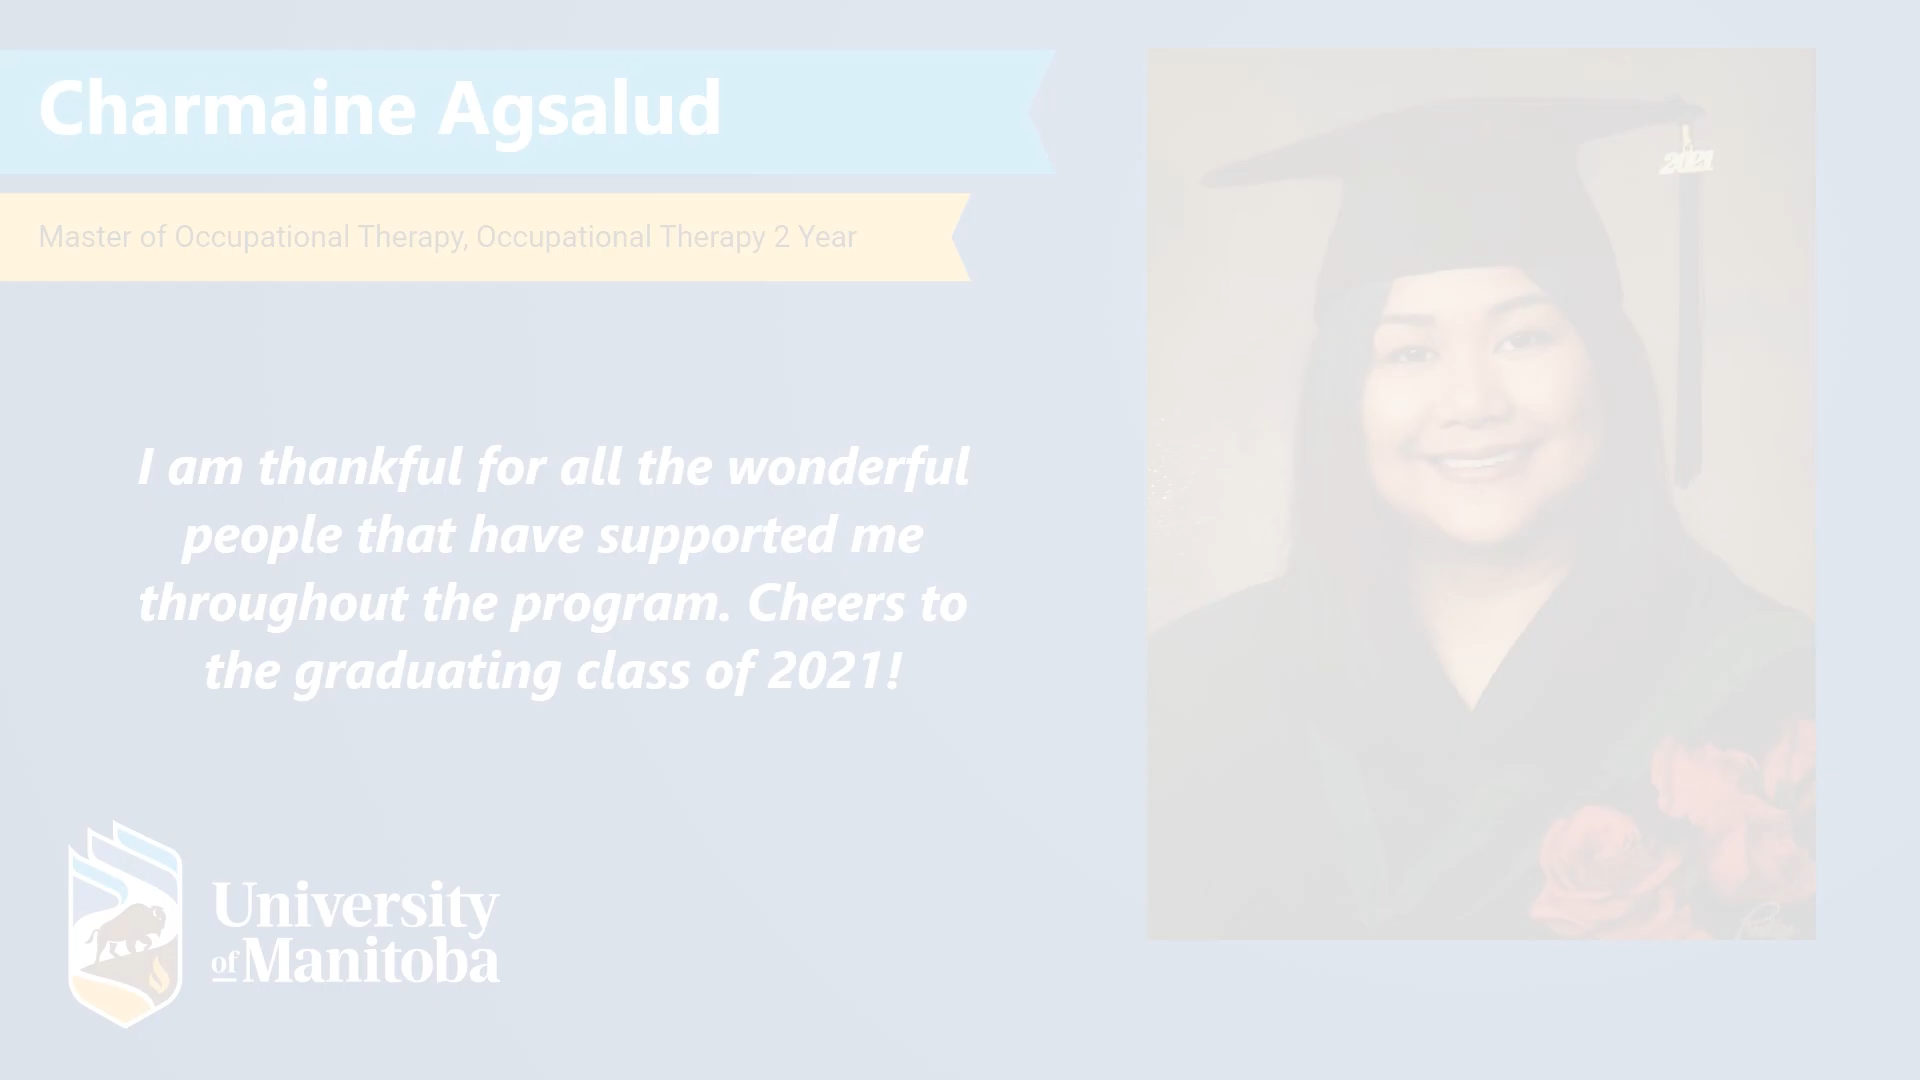 Charmaine Agsalud
Master of Occupational Therapy, Occupational Therapy 2 Year
2021
I am thankful for all the wonderful
people that have supported me
throughout the program. Cheers to
the graduating class of 2021!
University
of Manitoba